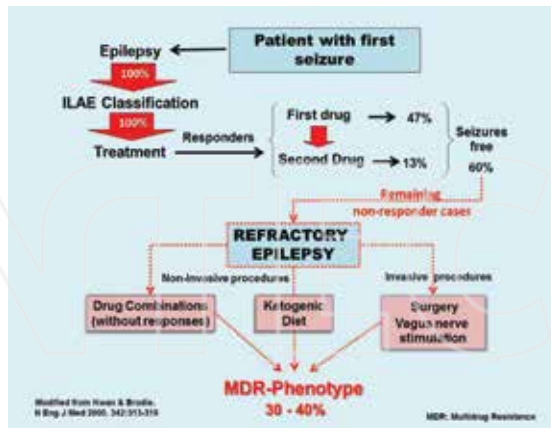 Patient with first
seizure
Epilepsy
100%
ILAE Classification
100%
Treatment
Responders
First drug
47%
Second Drug
13%
Seizures
free
60%
Remaining
non-responder cases
REFRACTORY
EPILEPSY
Non-invasive procedures
Invasive procedures
Drug Combinations
(without responses)
Ketogenic
Diet
Surgery
Vagus nerve
stimulation
MDR-Phenotype
30 - 40%
Modified from Kwan & Brodie.
N Eng J Med 2000. 342:313-319
MDR: Multidrug Resistance